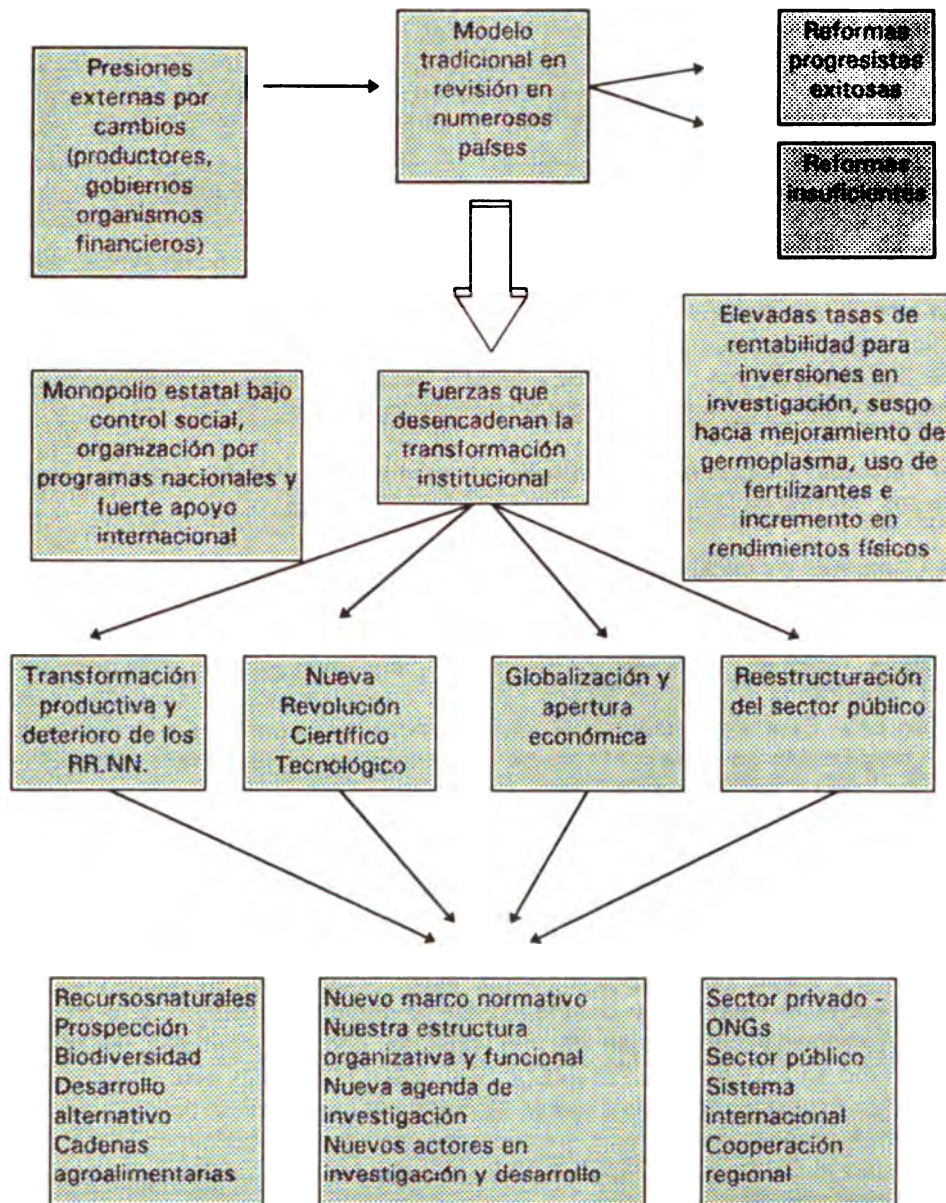 Presiones
externas por
cambios
(productores,
gobiernos
organismos
financieros)
Modelo
tradicional en
revisión en
numerosos
países
Reformas
progresistas
exitosas
Reformas
insuficientes
Monopolio estatal bajo
control social,
organización por
programas nacionales y
fuerte apoyo
internacional
Fuerzas que
desencadenan la
transformación
institucional
Elevadas tasas de
rentabilidad para
inversiones en
investigación, sesgo
hacia mejoramiento de
germoplasma, uso de
fertilizantes e
incremento en
rendimientos físicos
Transformación
productiva y
deterioro de los
RR.NN.
Nueva
Revolución
Ciertífico
Tecnológico
Globalización y
apertura
económica
Reestructuración
del sector público
Recursosnaturales
Prospección
Biodiversidad
Desarrollo
alternativo
Cadenas
agroalimentarias
Nuevo marco normativo
Nuestra estructura
organizativa y funcional
Nueva agenda de
investigación
Nuevos actores en
investigación y desarrollo
Sector privado -
ONGs
Sector público
Sistema
internacional
Cooperación
regional